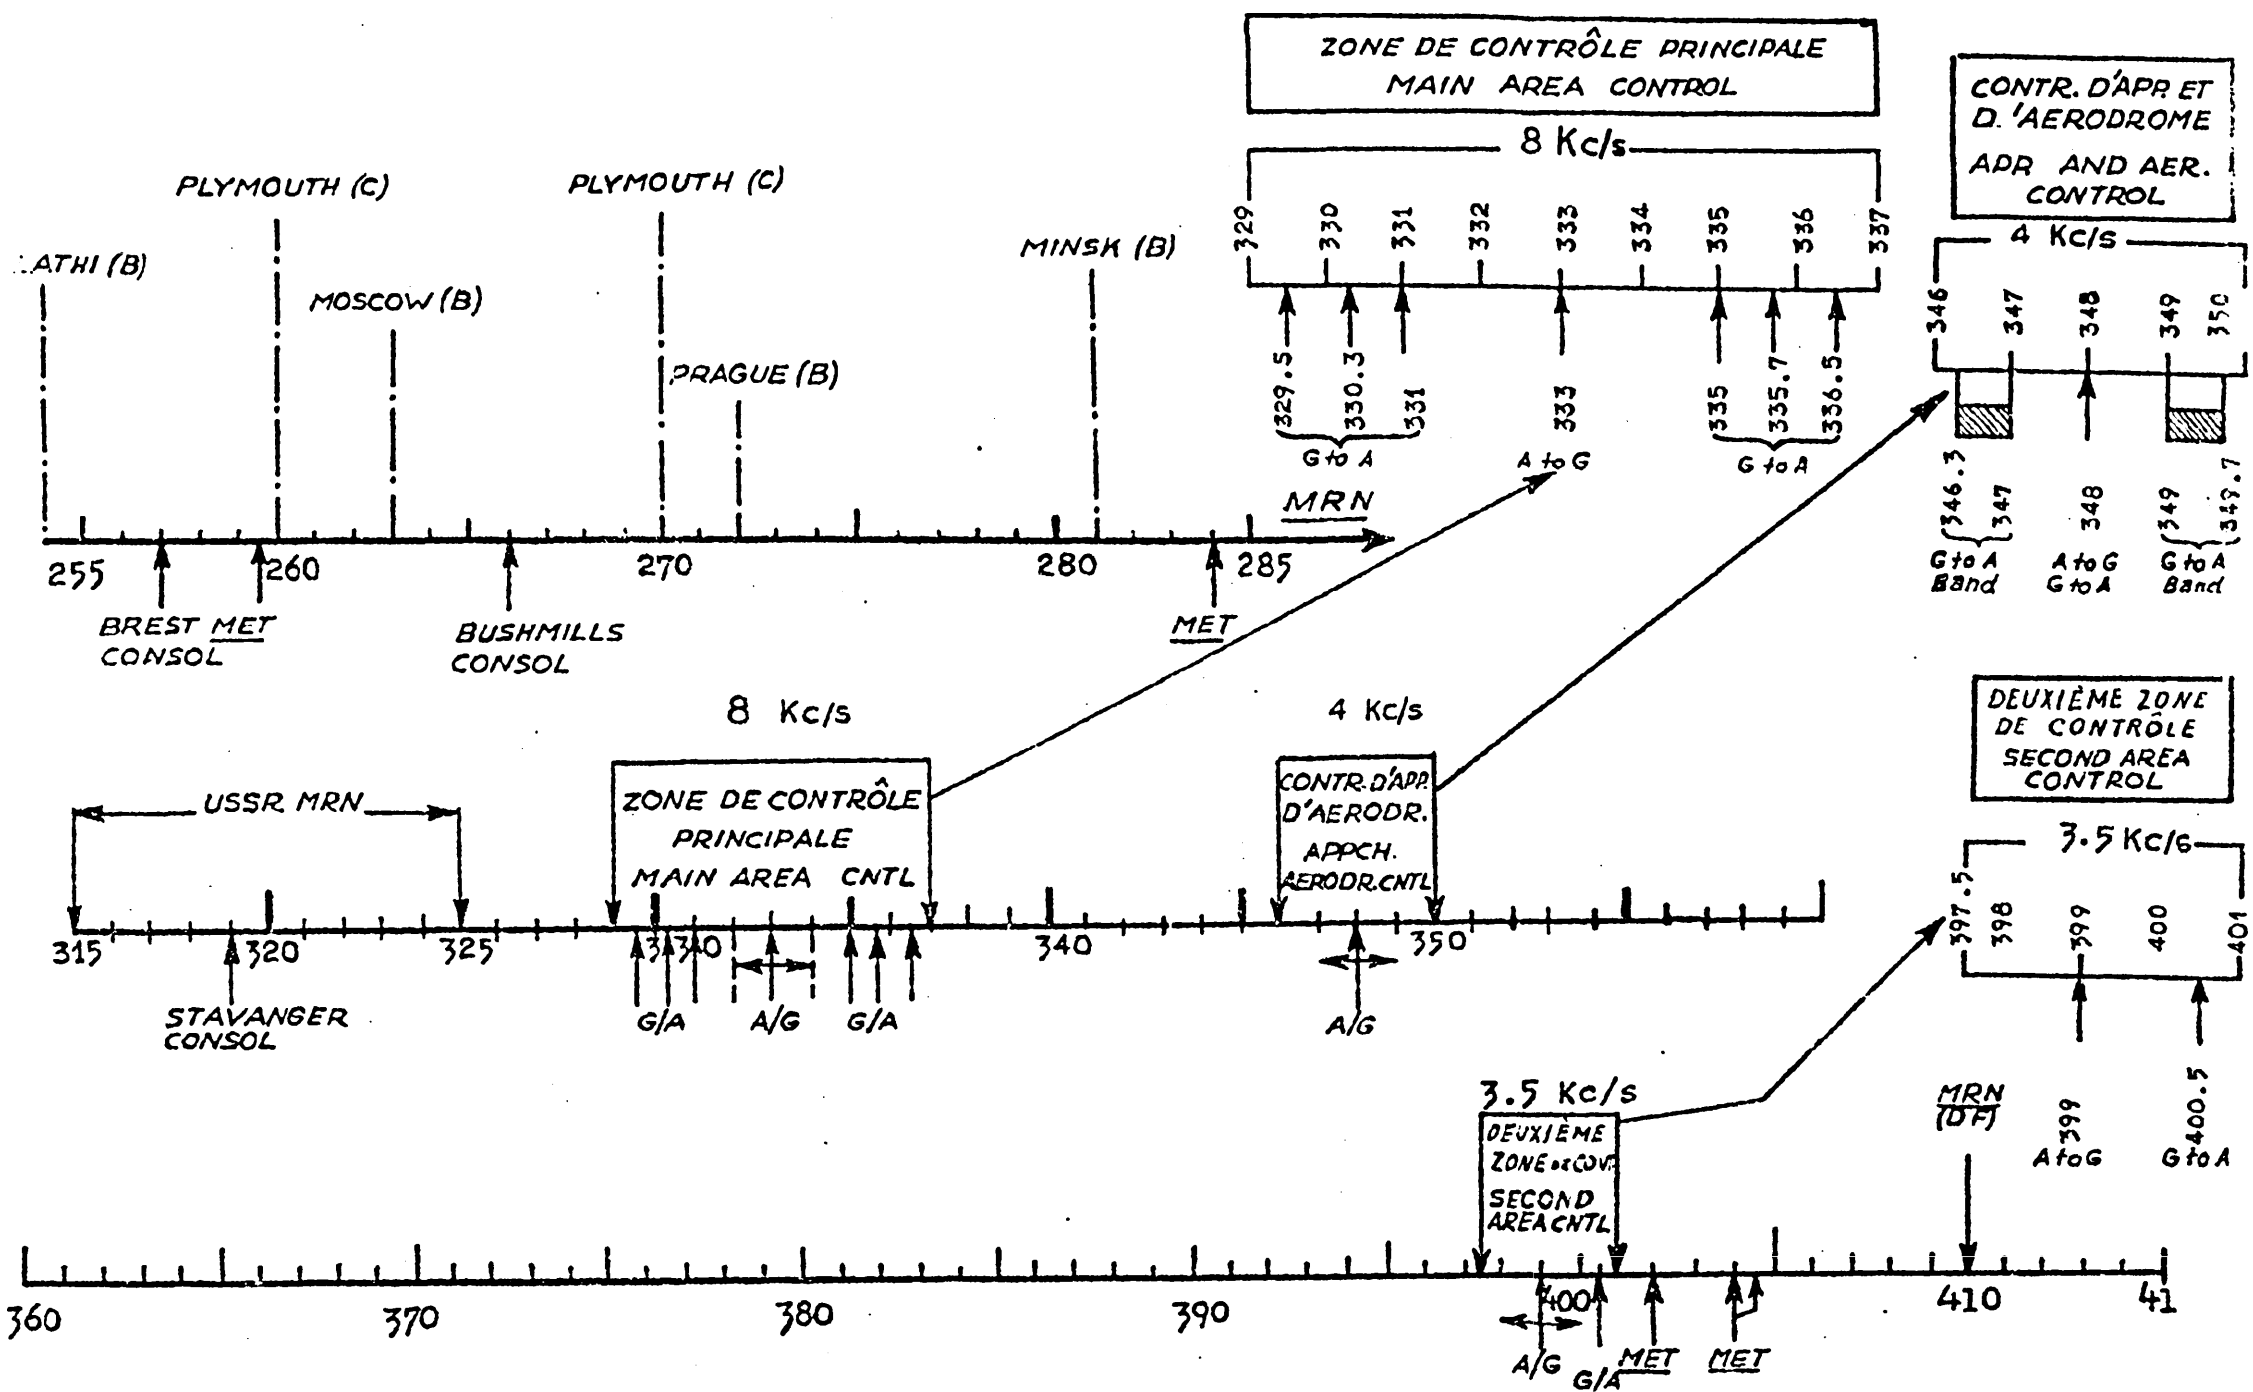 ZONE DE CONTRÔLE PRINCIPALE
MAIN AREA CONTROL
8 Kc/s
329 330 331 332 333 334 335 336 337
329.5 330.3 331 333 335 335.7 336.5
G to A A to G G to A
CONTR. D'APP. ET
D.'AERODROME
APR AND AER.
CONTROL
4 Kc/s
346 347 348 349 350
346.3 347 348 349 349.7
G to A A to G G to A
Band G to A Band
PLYMOUTH (C) PLYMOUTH (C)
ATHI (B) MOSCOW (B) PRAGUE (B) MINSK (B)
MRN
255 260 270 280 285
BREST MET
CONSOL
BUSHMILLS
CONSOL
MET
8 Kc/s
4 Kc/s
USSR MRN
ZONE DE CONTRÔLE
PRINCIPALE
MAIN AREA CNTL
CONTR. D'APP.
D'AERODR.
APPCH.
AERODR. CNTL
315 320 325 340 350
STAVANGER
CONSOL
G/A A/G G/A
A/G
DEUXIÈME ZONE
DE CONTRÔLE
SECOND AREA
CONTROL
3.5 Kc/s
397.5 398 399 400 401
399 400.5
A to G G to A
MRN
(DF)
3.5 Kc/s
DEUXIÈME
ZONE
SECOND
AREA CNTL
360 370 380 390 400 410 41
A/G G/A MET MET